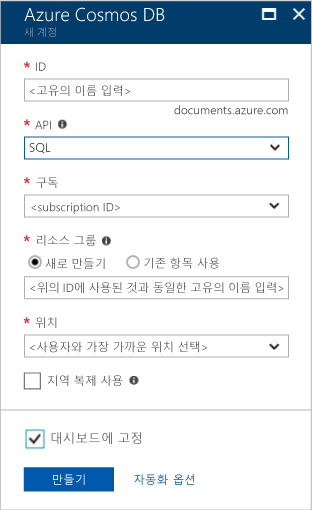 Azure Cosmos DB
새 계정
* ID
<고유의 이름 입력>
documents.azure.com
* API
SQL
* 구독
<subscription ID>
* 리소스 그룹
새로 만들기 기존 항목 사용
<위의 ID에 사용된 것과 동일한 고유의 이름 입력>
* 위치
<사용자와 가장 가까운 위치 선택>
지역 복제 사용
대시보드에 고정
만들기 자동화 옵션